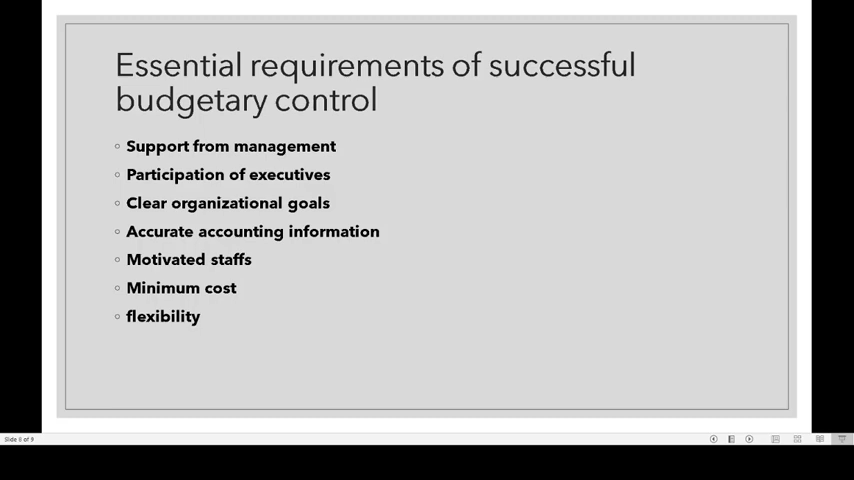 Essential requirements of successful
budgetary control
Support from management
Participation of executives
Clear organizational goals
Accurate accounting information
Motivated staffs
Minimum cost
flexibility